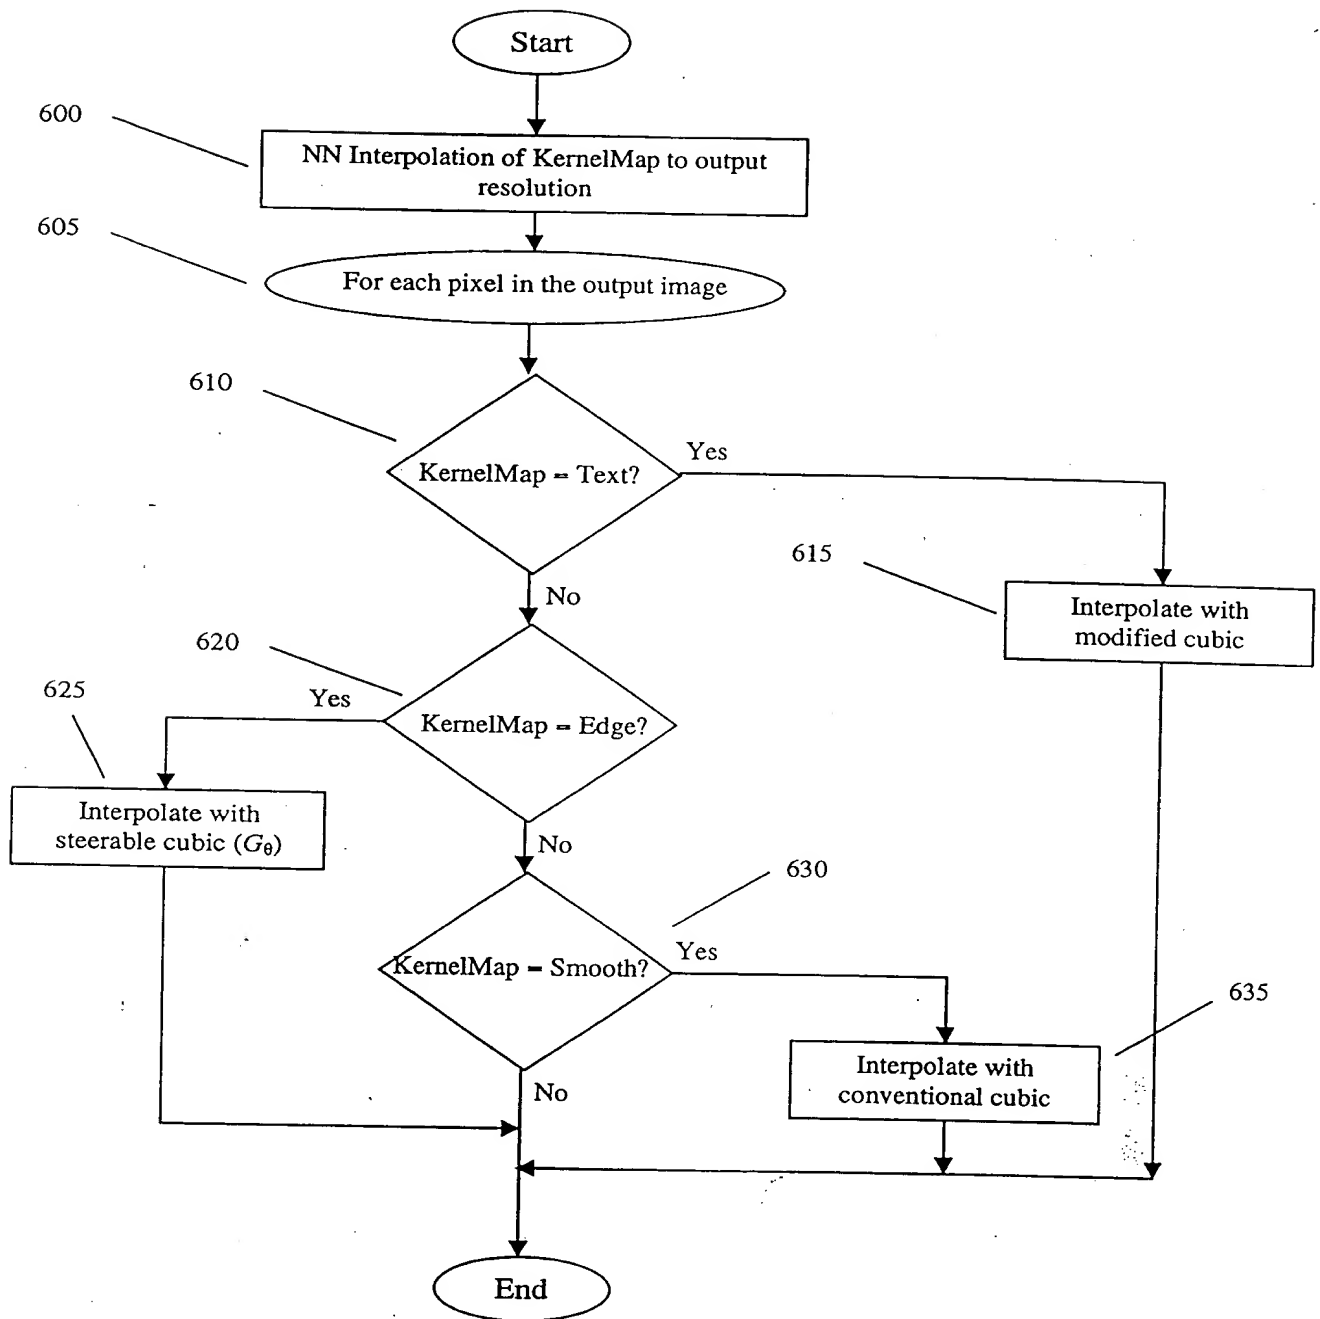 Start
600
NN Interpolation of KernelMap to output
resolution
605
For each pixel in the output image
610
KernelMap = Text?
Yes
615
Interpolate with
modified cubic
No
620
KernelMap = Edge?
Yes
625
Interpolate with
steerable cubic (Gθ)
No
630
KernelMap = Smooth?
Yes
635
Interpolate with
conventional cubic
No
End